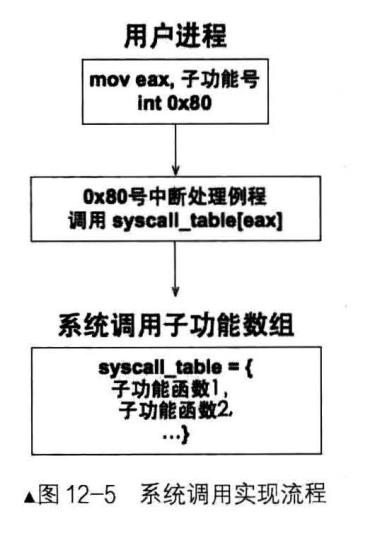 用户进程
mov eax, 子功能号
int 0x80
0x80号中断处理例程
调用 syscall_table[eax]
系统调用子功能数组
syscall_table = {
子功能函数1,
子功能函数2,
…}
▲图 12-5 系统调用实现流程